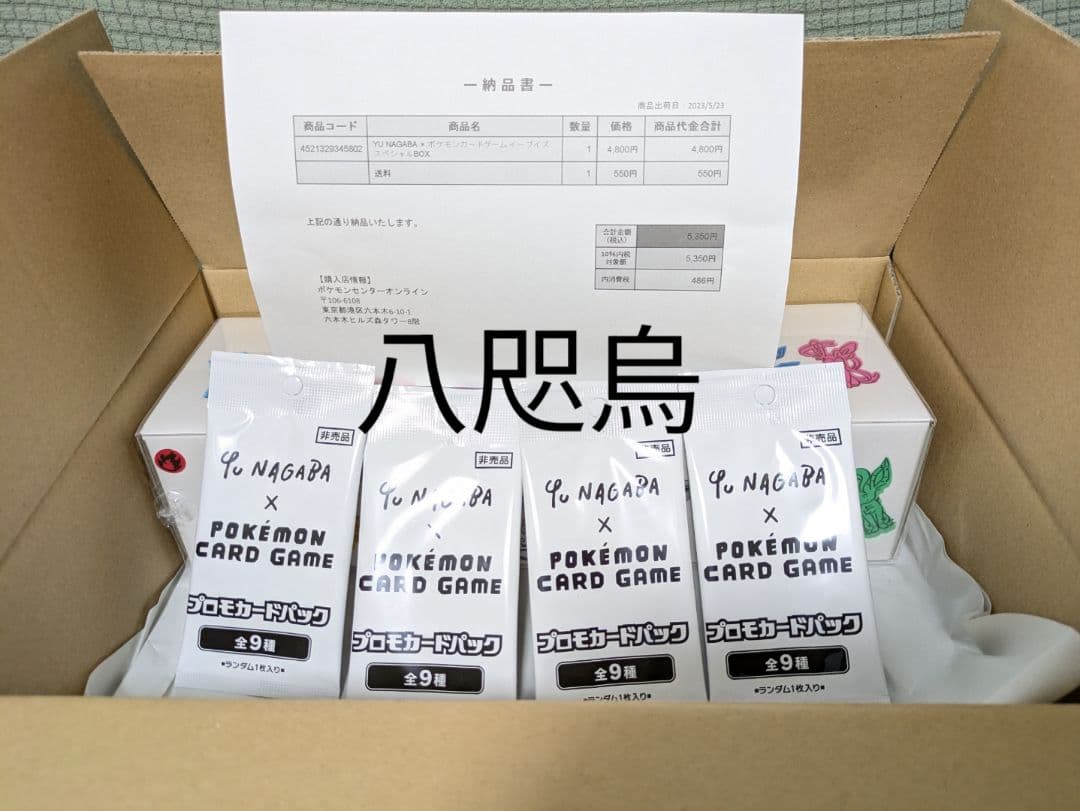 ―納品書―
商品出荷日：2023/5/23
商品コード 商品名 数量 価格 商品代金合計
4521329345802 YU NAGABA × ポケモンカードゲーム イーブイズ スペシャルBOX 1 4,800円 4,800円
送料 1 550円 550円
上記の通り納品いたします。
合計金額（税込） 5,350円
10%内税対象額 5,350円
内消費税 486円
【購入店情報】
ポケモンセンターオンライン
〒106-6108
東京都港区六本木6-10-1
六本木ヒルズ森タワー8階
八咫烏
非売品
YU NAGABA
×
POKÉMON
CARD GAME
プロモカードパック
全9種
*ランダム1枚入り*
非売品
YU NAGABA
×
POKÉMON
CARD GAME
プロモカードパック
全9種
非売品
YU NAGABA
×
POKÉMON
CARD GAME
プロモカードパック
全9種
*ランダム1枚入り*
非売品
YU NAGABA
×
POKÉMON
CARD GAME
プロモカードパック
全9種
*ランダム1枚入り*